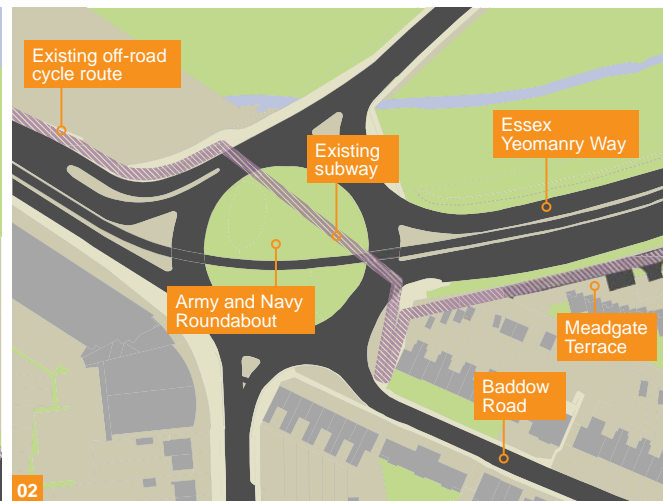 Existing off-road
cycle route
Essex
Yeomanry Way
Existing
subway
Army and Navy
Roundabout
Meadgate
Terrace
Baddow
Road
02